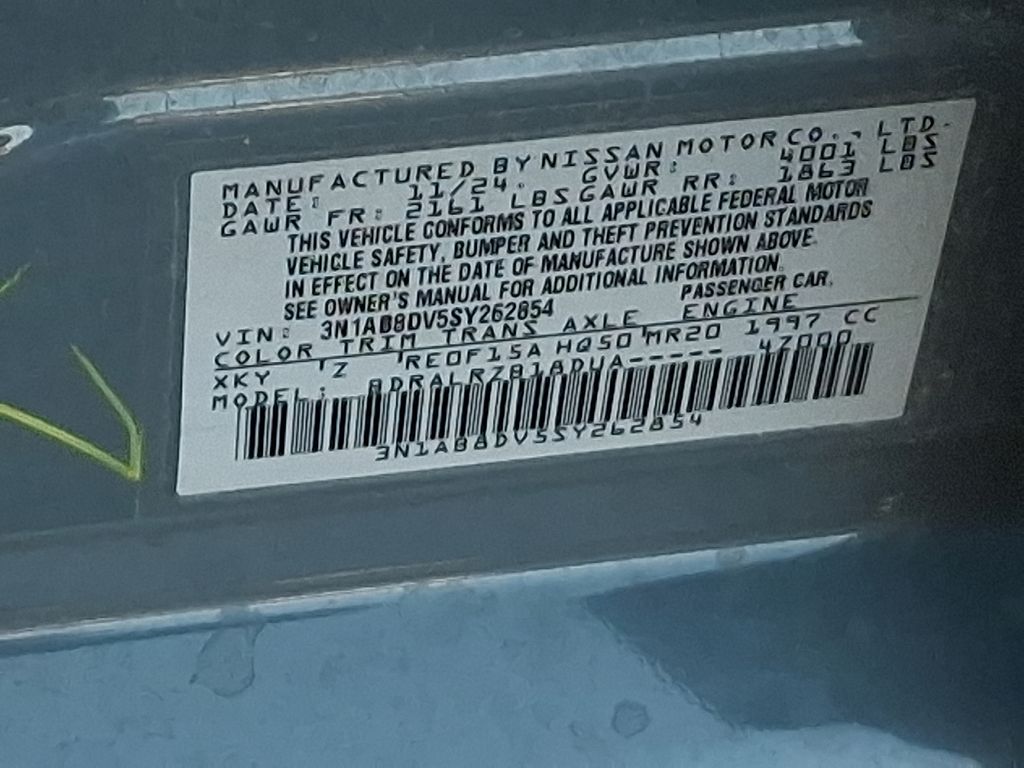 MANUFACTURED BY NISSAN MOTOR CO., LTD.
DATE: 11/24. GVWR: 4001 LBS
GAWR FR: 2161 LBS GAWR RR: 1863 LBS
THIS VEHICLE CONFORMS TO ALL APPLICABLE FEDERAL MOTOR
VEHICLE SAFETY, BUMPER AND THEFT PREVENTION STANDARDS
IN EFFECT ON THE DATE OF MANUFACTURE SHOWN ABOVE.
SEE OWNER'S MANUAL FOR ADDITIONAL INFORMATION.
VIN: 3N1AB8DV5SY262854 PASSENGER CAR.
COLOR TRIM TRANS AXLE ENGINE
XKY Z RE0F15A HQ50 MR20 1997 CC
MODEL: BDRALRZB18DUA----- 47000
3N1AB8DV5SY262854